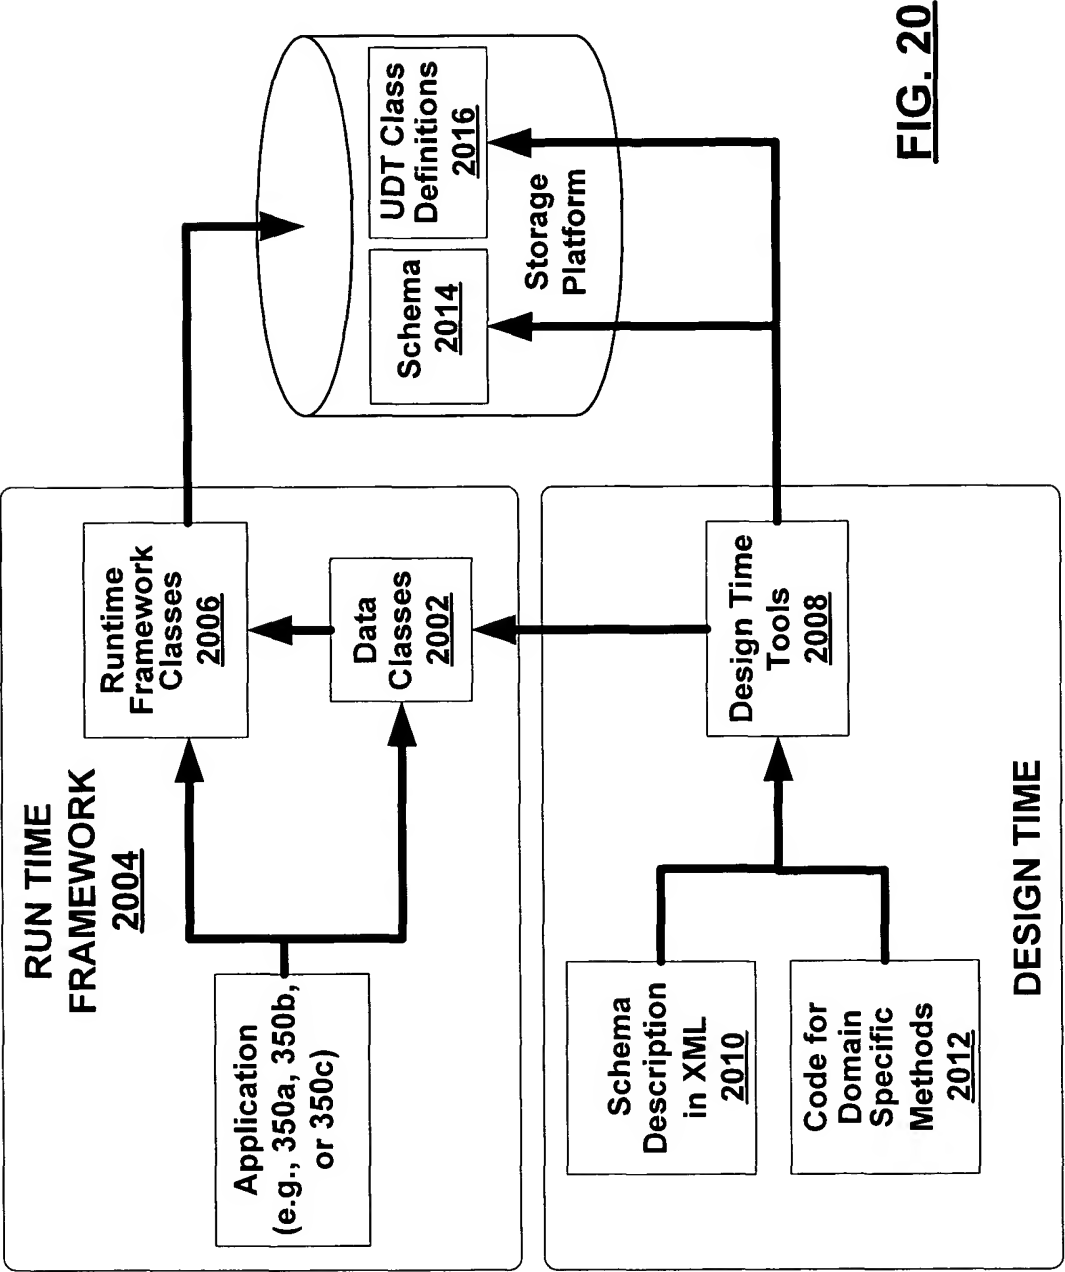 RUN TIME
FRAMEWORK
2004
Application
(e.g., 350a, 350b,
or 350c)
Runtime
Framework
Classes
2006
Data
Classes
2002
UDT Class
Definitions
2016
Schema
2014
Storage
Platform
Schema
Description
in XML
2010
Code for
Domain
Specific
Methods
2012
Design Time
Tools
2008
DESIGN TIME
FIG. 20